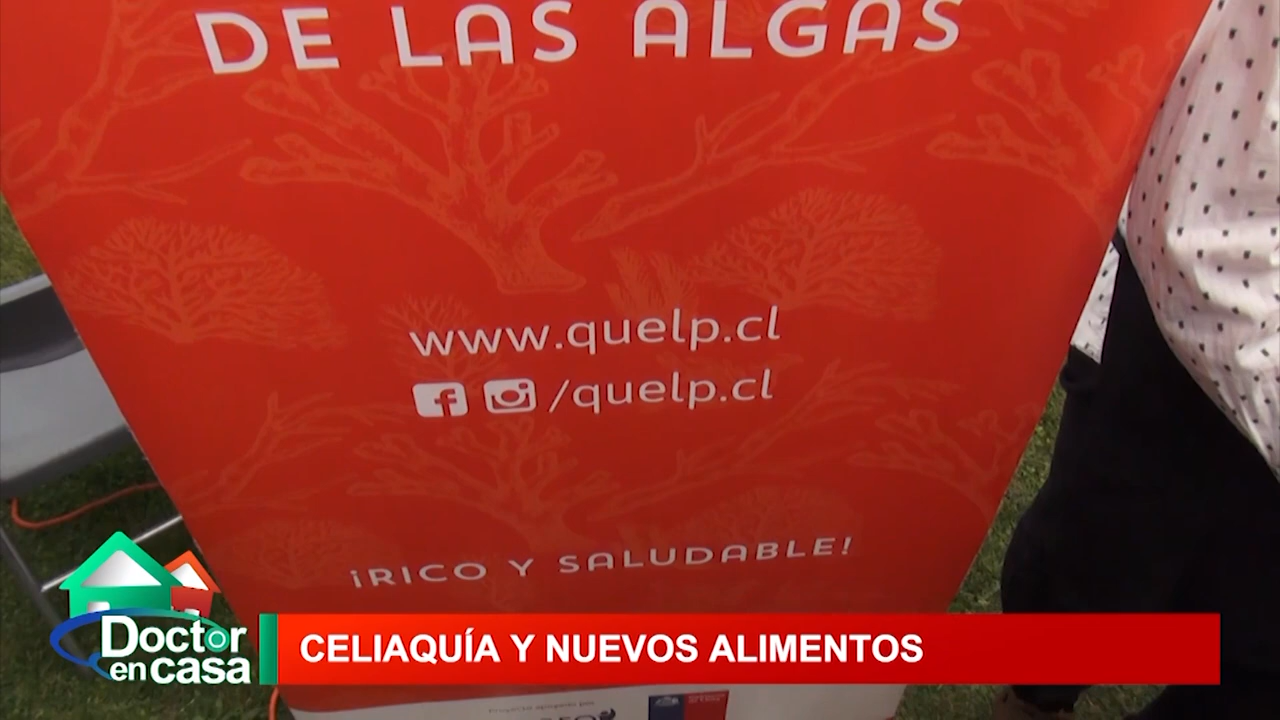 DE LAS ALGAS
www.quelp.cl
/quelp.cl
¡RICO Y SALUDABLE!
Doctor
en casa
CELIAQUÍA Y NUEVOS ALIMENTOS